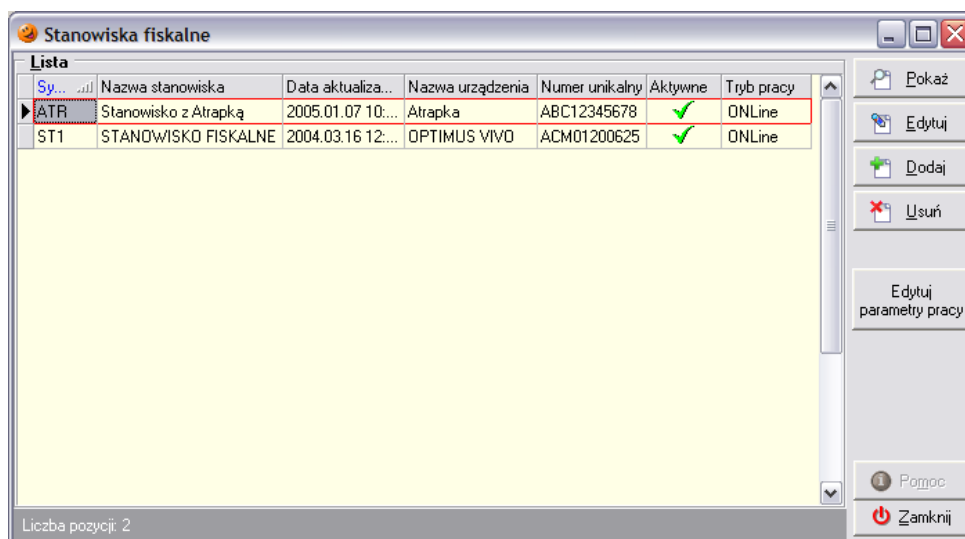 Stanowiska fiskalne
Lista
Sy... Nazwa stanowiska Data aktualiza... Nazwa urządzenia Numer unikalny Aktywne Tryb pracy
ATR Stanowisko z Atrapką 2005.01.07 10:... Atrapka ABC12345678 ONLine
ST1 STANOWISKO FISKALNE 2004.03.16 12:... OPTIMUS VIVO ACM01200625 ONLine
Liczba pozycji: 2
Pokaż
Edytuj
Dodaj
Usuń
Edytuj
parametry pracy
Pomoc
Zamknij